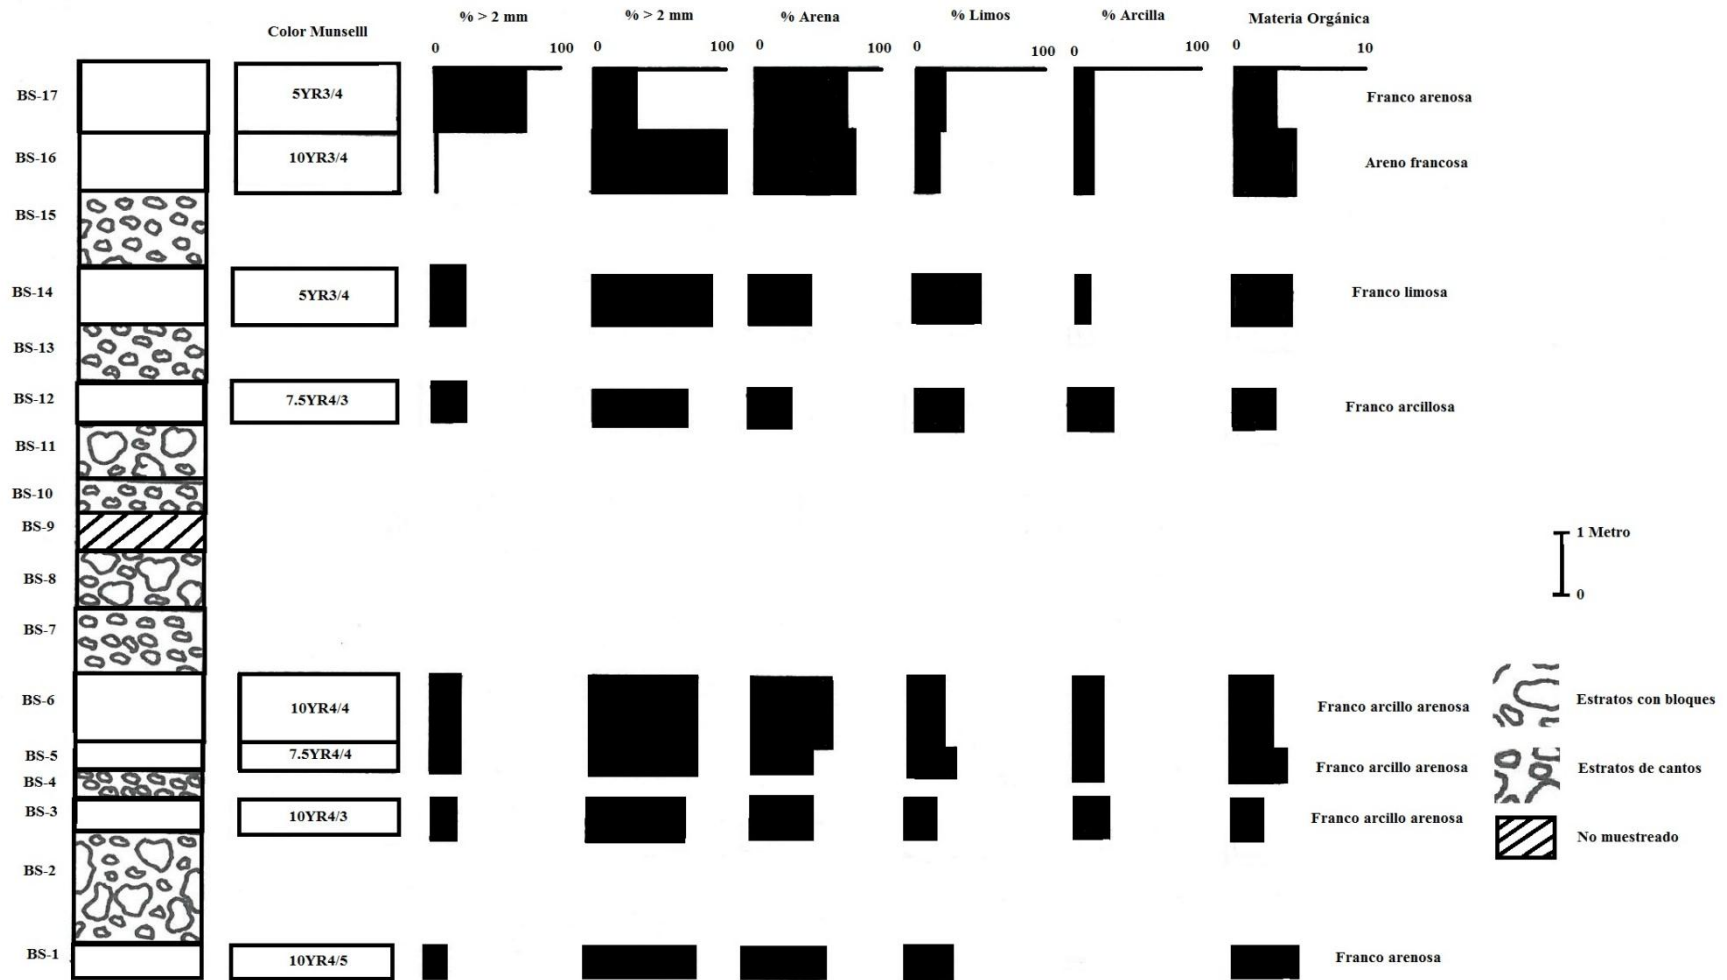 Color Munselll
% > 2 mm
% > 2 mm
% Arena
% Limos
% Arcilla
Materia Orgánica
0 100
0 100
0 100
0 100
0 100
0 10
BS-17 5YR3/4 Franco arenosa
BS-16 10YR3/4 Areno francosa
BS-15
BS-14 5YR3/4 Franco limosa
BS-13
BS-12 7.5YR4/3 Franco arcillosa
BS-11
BS-10
BS-9
1 Metro
BS-8
0
BS-7
BS-6 10YR4/4 Franco arcillo arenosa
Estratos con bloques
BS-5 7.5YR4/4 Franco arcillo arenosa
Estratos de cantos
BS-4
BS-3 10YR4/3 Franco arcillo arenosa
No muestreado
BS-2
BS-1 10YR4/5 Franco arenosa